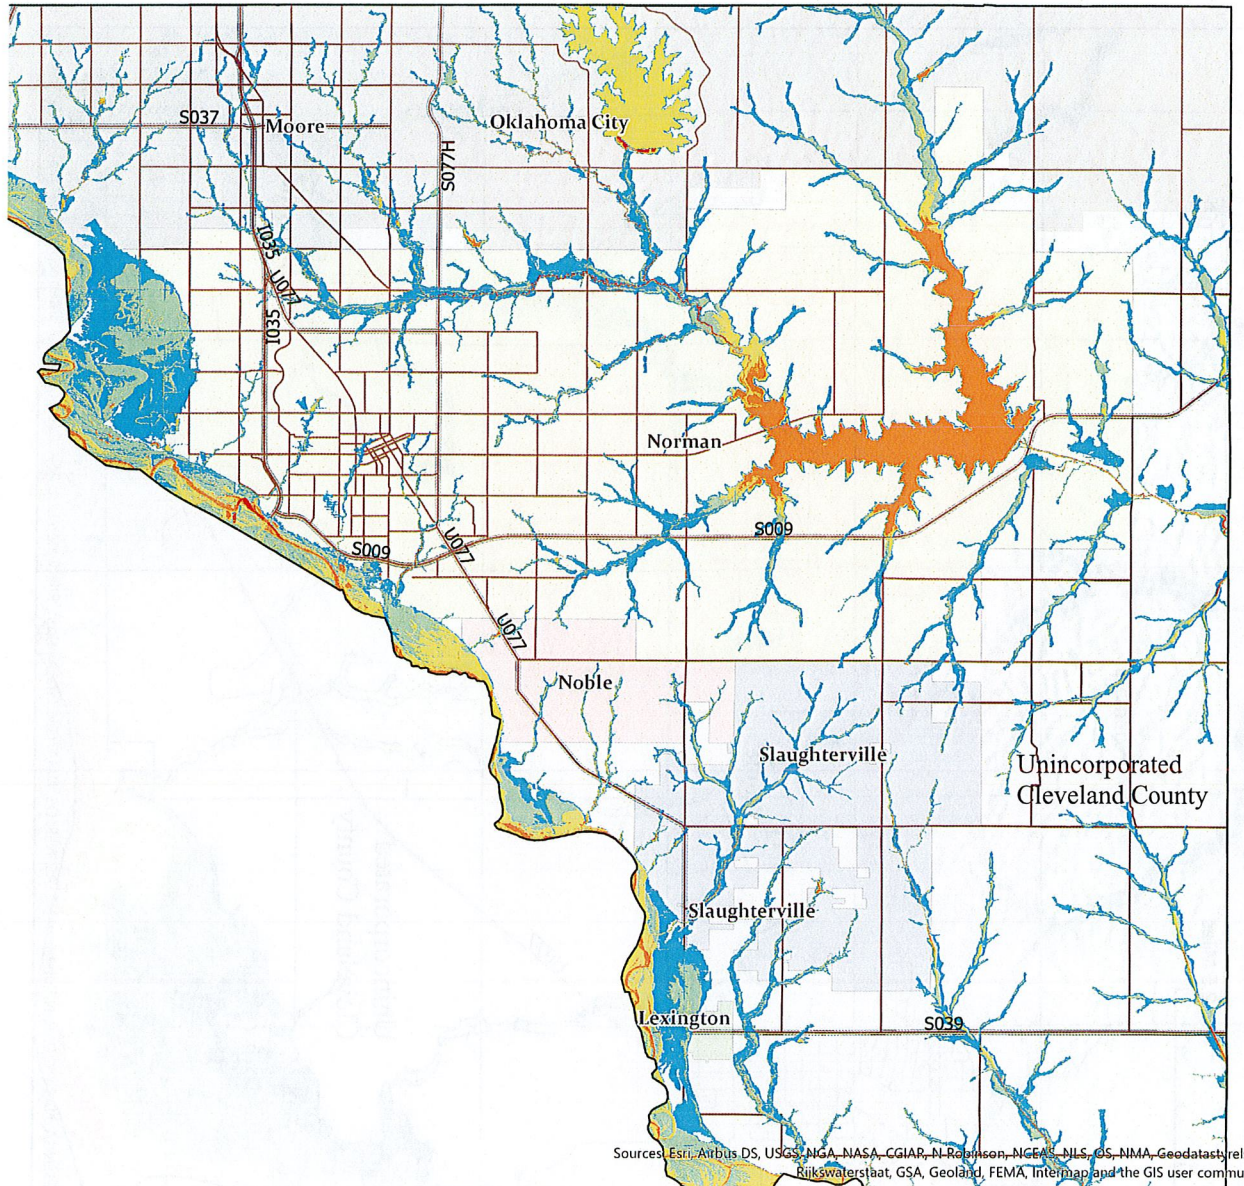 S037
Moore
Oklahoma City
S077H
I035
U077
I035
Norman
S009
S009
U077
U077
Noble
Slaughterville
Unincorporated
Cleveland County
Slaughterville
Lexington
S039
Sources: Esri, Airbus DS, USGS, NGA, NASA, CGIAR, N Robinson, NCEAS, NLS, OS, NMA, Geodatastyrel
Rijkswaterstaat, GSA, Geoland, FEMA, Intermap and the GIS user commu